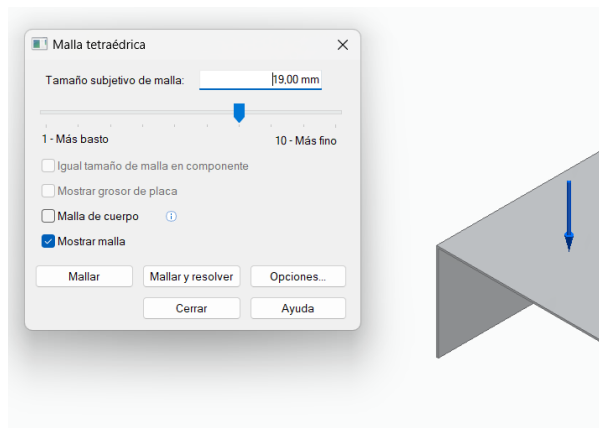 Malla tetraédrica
Tamaño subjetivo de malla: 19,00 mm
1 - Más basto 10 - Más fino
Igual tamaño de malla en componente
Mostrar grosor de placa
Malla de cuerpo
Mostrar malla
Mallar Mallar y resolver Opciones...
Cerrar Ayuda